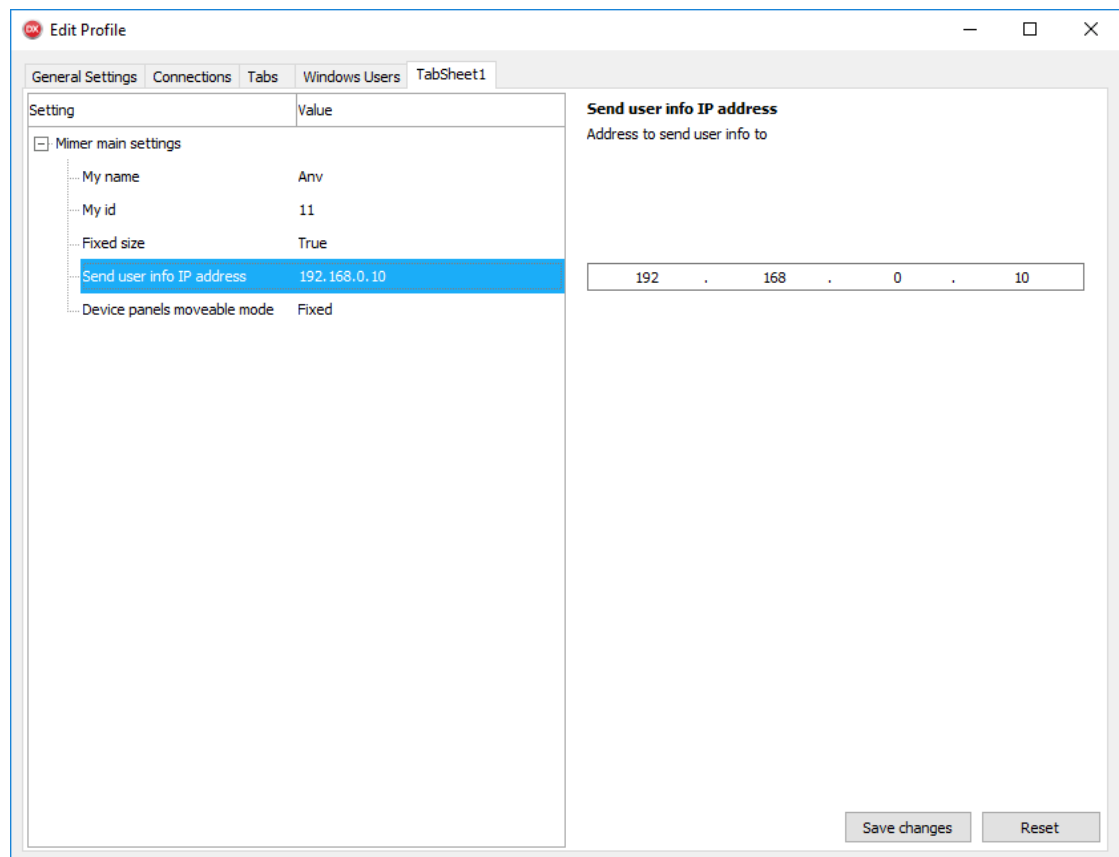 DX Edit Profile
General Settings Connections Tabs Windows Users TabSheet1
Setting Value
Mimer main settings
My name Anv
My id 11
Fixed size True
Send user info IP address 192.168.0.10
Device panels moveable mode Fixed
Send user info IP address
Address to send user info to
192 . 168 . 0 . 10
Save changes Reset